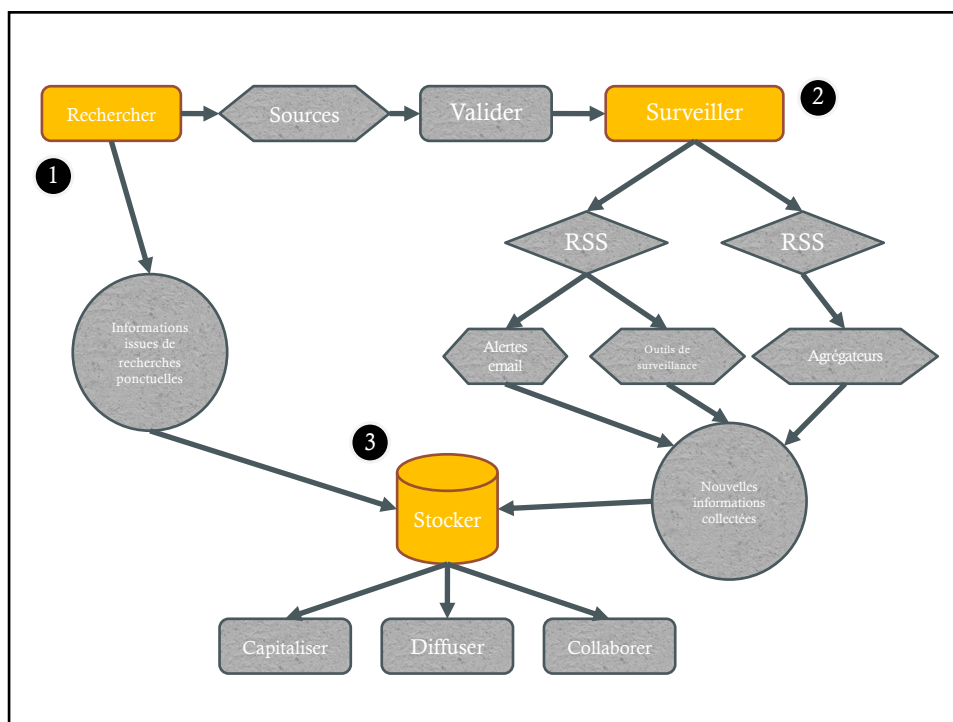 Rechercher
Sources
Valider
Surveiller
2
1
RSS
RSS
Informations
issues de
recherches
ponctuelles
Alertes
email
Outils de
surveillance
Agrégateurs
3
Stocker
Nouvelles
informations
collectées
Capitaliser
Diffuser
Collaborer